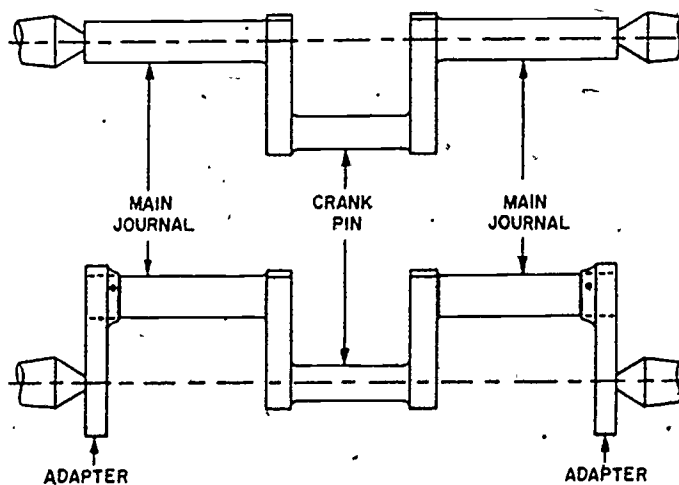 MAIN
JOURNAL
CRANK
PIN
MAIN
JOURNAL
ADAPTER
ADAPTER